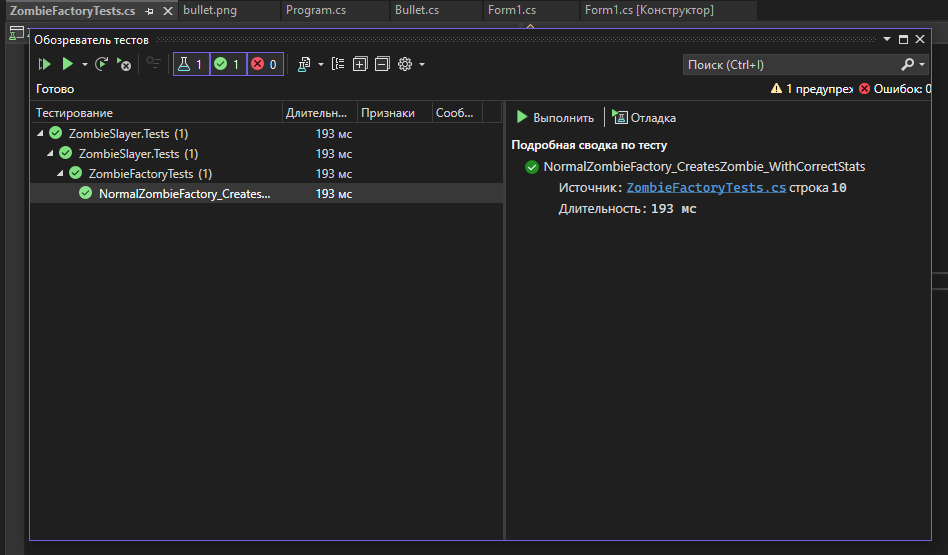 ZombieFactoryTests.cs bullet.png Program.cs Bullet.cs Form1.cs Form1.cs [Конструктор]
Обозреватель тестов
1 1 0 Поиск (Ctrl+I)
Готово 1 предупреж Ошибок: 0
Тестирование Длительн... Признаки Сооб...
ZombieSlayer.Tests (1) 193 мс
ZombieSlayer.Tests (1) 193 мс
ZombieFactoryTests (1) 193 мс
NormalZombieFactory_Creates... 193 мс
Выполнить Отладка
Подробная сводка по тесту
NormalZombieFactory_CreatesZombie_WithCorrectStats
Источник: ZombieFactoryTests.cs строка 10
Длительность: 193 мс